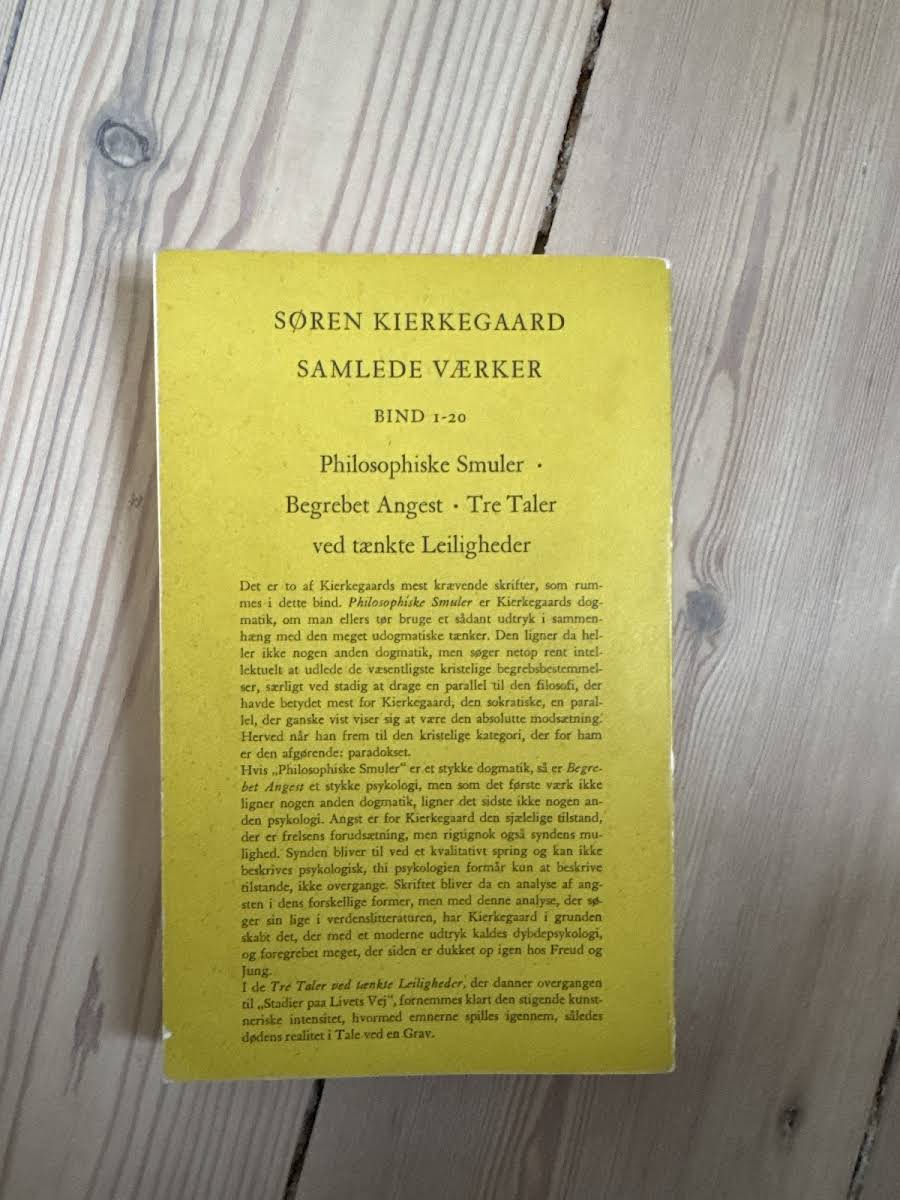 SØREN KIERKEGAARD
SAMLEDE VÆRKER
BIND 1-20
Philosophiske Smuler ·
Begrebet Angest · Tre Taler
ved tænkte Leiligheder
Det er to af Kierkegaards mest krævende skrifter, som rum-
mes i dette bind. Philosophiske Smuler er Kierkegaards dog-
matik, om man ellers tør bruge et sådant udtryk i sammen-
hæng med den meget udogmatiske tænker. Den ligner da hel-
ler ikke nogen anden dogmatik, men søger netop rent intel-
lektuelt at udlede de væsentligste kristelige begrebsbestemmel-
ser, særligt ved stadig at drage en parallel til den filosofi, der
havde betydet mest for Kierkegaard, den sokratiske, en paral-
lel, der ganske vist viser sig at være den absolutte modsætning.
Herved når han frem til den kristelige kategori, der for ham
er den afgørende: paradokset.
Hvis „Philosophiske Smuler“ er et stykke dogmatik, så er Begre-
bet Angest et stykke psykologi, men som det første værk ikke
ligner nogen anden dogmatik, ligner det sidste ikke nogen an-
den psykologi. Angst er for Kierkegaard den sjælelige tilstand,
der er frelsens forudsætning, men rigtignok også syndens mu-
lighed. Synden bliver til ved et kvalitativt spring og kan ikke
beskrives psykologisk, thi psykologien formår kun at beskrive
tilstande, ikke overgange. Skriftet bliver da en analyse af ang-
sten i dens forskellige former, men med denne analyse, der sø-
ger sin lige i verdenslitteraturen, har Kierkegaard i grunden
skabt det, der med et moderne udtryk kaldes dybdepsykologi,
og foregrebet meget, der siden er dukket op igen hos Freud og
Jung.
I de Tre Taler ved tænkte Leiligheder, der danner overgangen
til „Stadier paa Livets Vej“, fornemmes klart den stigende kunst-
neriske intensitet, hvormed emnerne spilles igennem, således
dødens realitet i Tale ved en Grav.